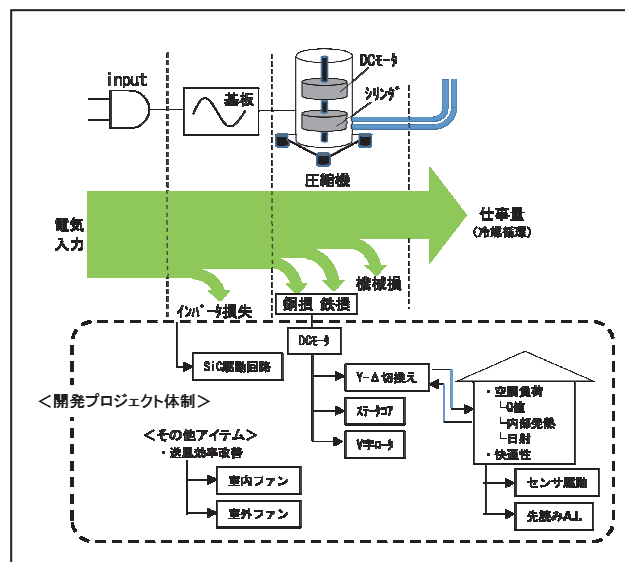 input
基板
DCﾓｰﾀ
ｼﾘﾝﾀﾞ
圧縮機
電気
入力
仕事量
(冷媒循環)
機械損
ｲﾝﾊﾞｰﾀ損失
銅損 鉄損
DCﾓｰﾀ
SiC駆動回路
Y-Δ切換え
ｽﾃｰﾀｺｱ
V字ﾛｰﾀ
＜開発プロジェクト体制＞
＜その他アイテム＞
・送風効率改善
室内ファン
室外ファン
・空調負荷
└Q値
└内部発熱
└日射
・快適性
センサ駆動
先読みA.I.